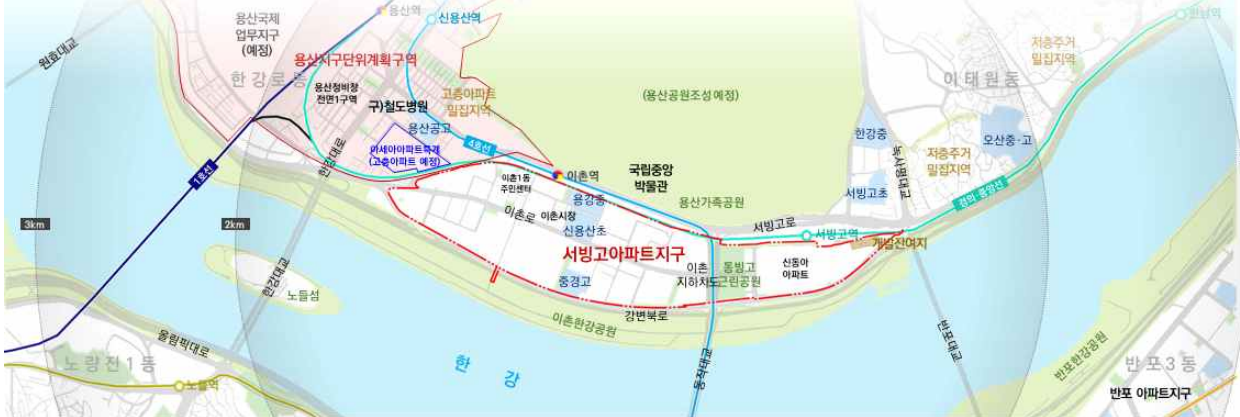 용산역
신용산역
한남역
용산국제
업무지구
(예정)
원효대교
용산지구단위계획구역
한강로동
저층주거
밀집지역
이태원동
용산정비창
전면1구역
구)철도병원
고층아파트
밀집지역
(용산공원조성예정)
용산공고
한강중
오산중·고
4호선
녹사평대로
아세아아파트특계
(고층아파트 예정)
저층주거
밀집지역
한강대로
1호선
이촌역
이촌1동
주민센터
국립중앙
박물관
용강중
용산가족공원
서빙고초
경의·중앙선
이촌로
이촌시장
신용산초
서빙고로
서빙고역
개발잔여지
3km
2km
서빙고아파트지구
이촌
지하차도
동빙고
근린공원
신동아
아파트
중경고
한강대교
노들섬
강변북로
이촌한강공원
올림픽대로
노량진1동
노들역
한강
동작대교
반포대교
반포한강공원
반포3동
반포 아파트지구